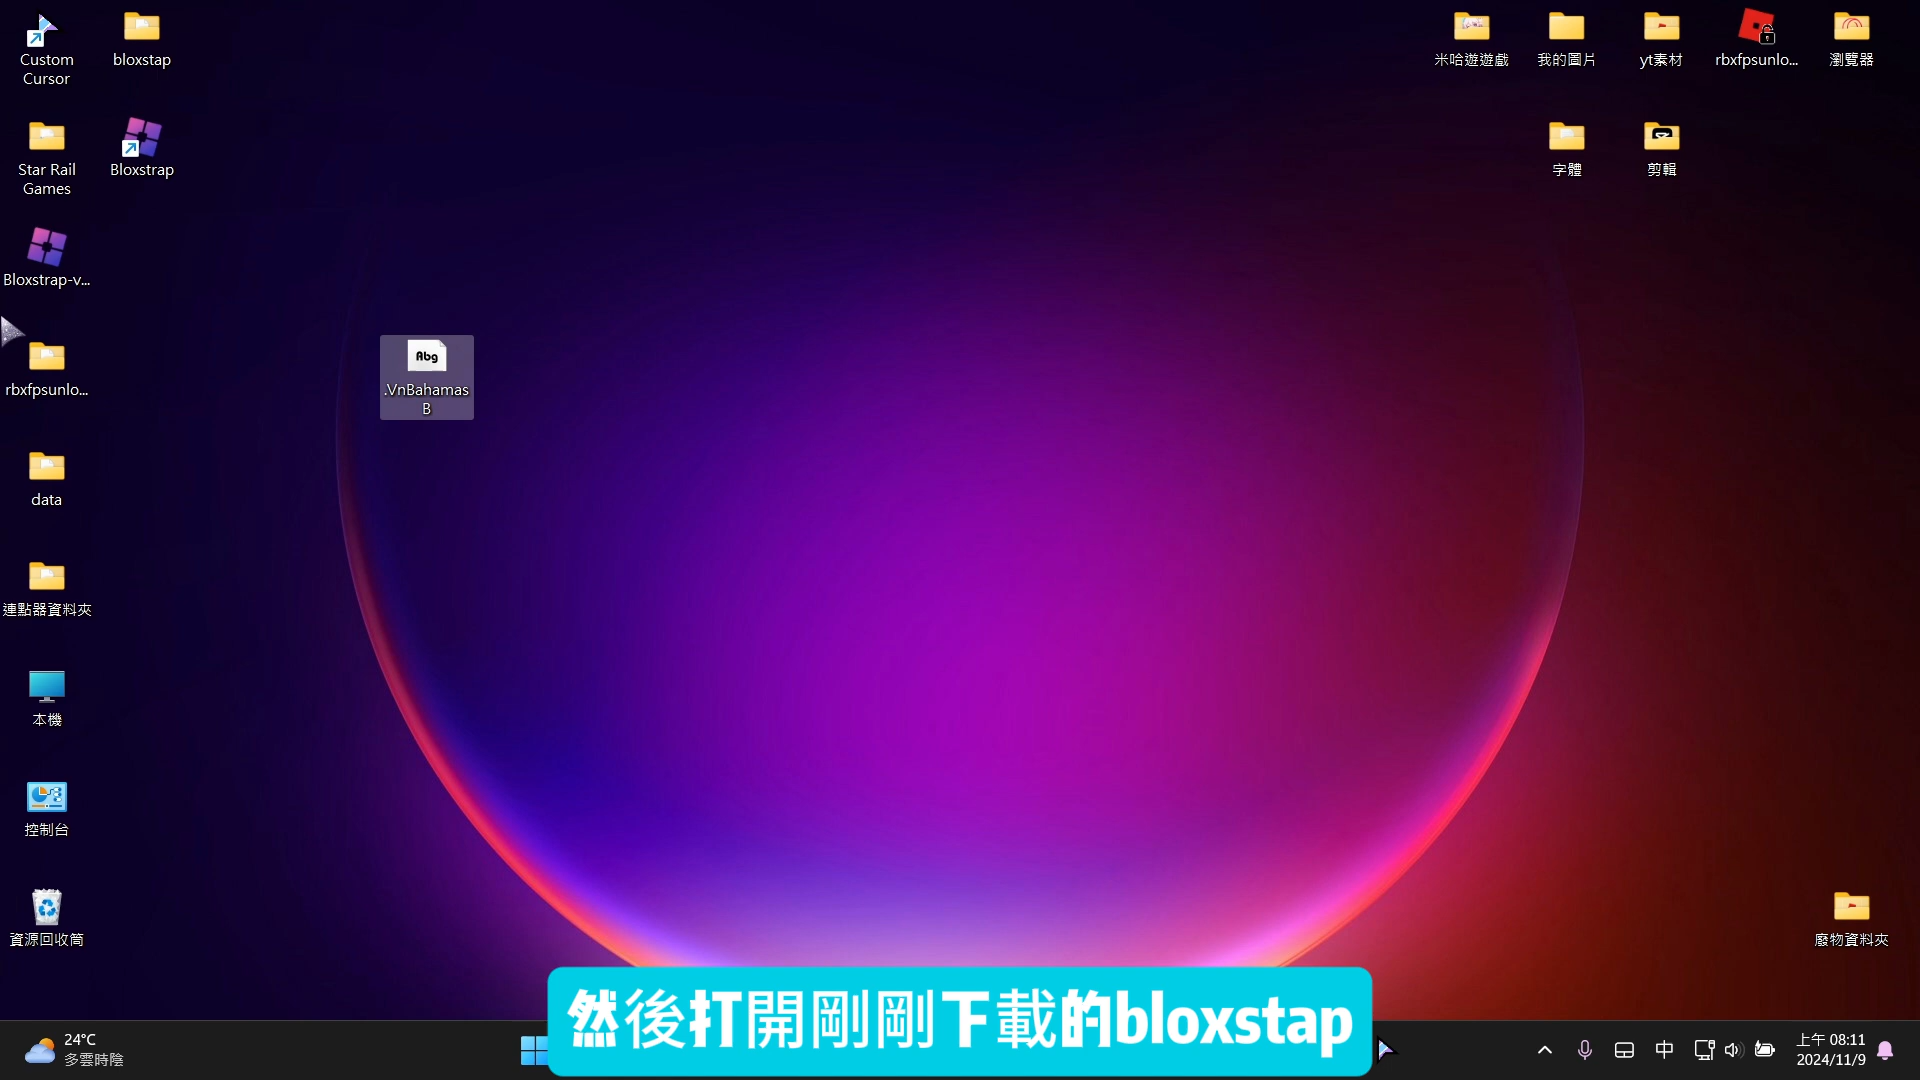 Custom
Cursor
bloxstap
米哈遊遊戲
我的圖片
yt素材
rbxfpsunlo...
瀏覽器
Star Rail
Games
Bloxstrap
字體
剪輯
Bloxstrap-v...
rbxfpsunlo...
Abg
.VnBahamas
B
data
連點器資料夾
本機
控制台
資源回收筒
廢物資料夾
然後打開剛剛下載的bloxstap
24°C
多雲時陰
中
上午 08:11
2024/11/9